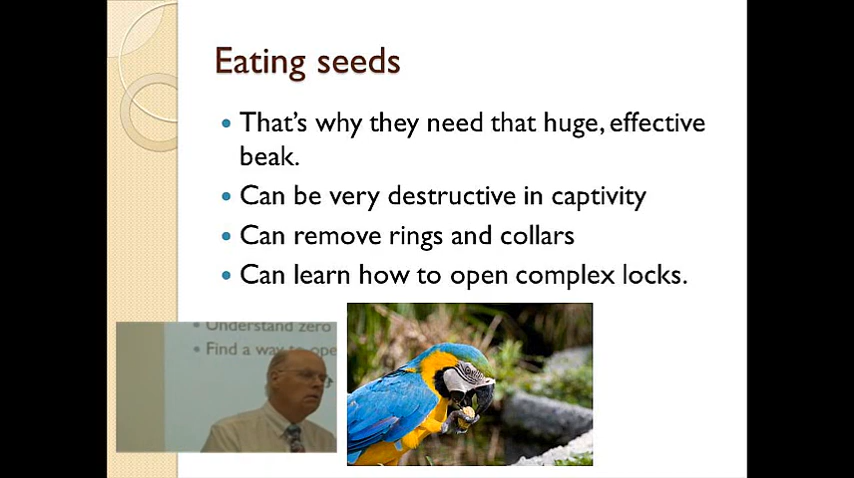 Eating seeds
• That's why they need that huge, effective
beak.
• Can be very destructive in captivity
• Can remove rings and collars
• Can learn how to open complex locks.
• Understand zero
• Find a way to ope